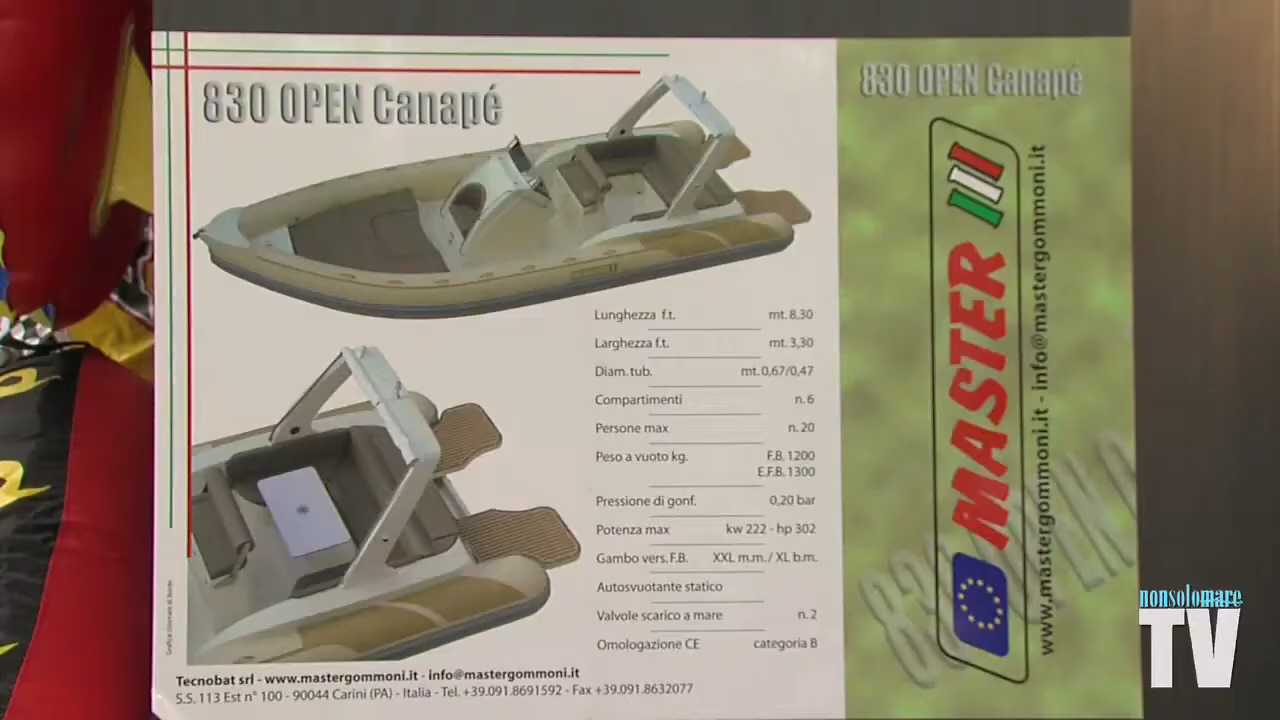 830 OPEN Canapé
Lunghezza f.t. mt. 8,30
Larghezza f.t. mt. 3,30
Diam. tub. mt. 0,67/0,47
Compartimenti n. 6
Persone max n. 20
Peso a vuoto kg. F.B. 1200
E.F.B. 1300
Pressione di gonf. 0,20 bar
Potenza max kw 222 - hp 302
Gambo vers. F.B. XXL m.m. / XL b.m.
Autosvuotante statico
Valvole scarico a mare n. 2
Omologazione CE categoria B
Tecnobat srl - www.mastergommoni.it - info@mastergommoni.it
S.S. 113 Est n° 100 - 90044 Carini (PA) - Italia - Tel. +39.091.8691592 - Fax +39.091.8632077
830 OPEN Canapé
MASTER
www.mastergommoni.it - info@mastergommoni.it
nonsolomare
TV